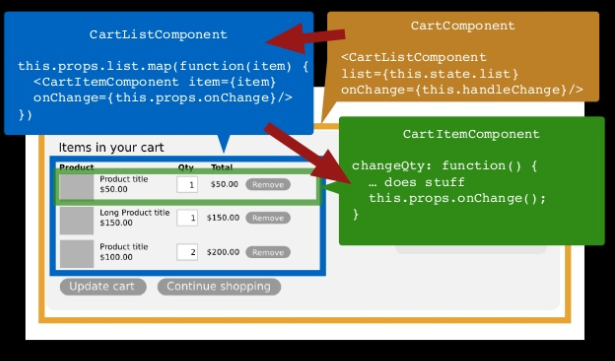 CartListComponent
this.props.list.map(function(item) {
<CartItemComponent item={item}
onChange={this.props.onChange}/>
})
CartComponent
<CartListComponent
list={this.state.list}
onChange={this.handleChange}/>
CartItemComponent
changeQty: function() {
… does stuff
this.props.onChange();
}
Items in your cart
Product Qty Total
Product title
$50.00 1 $50.00 Remove
Long Product title
$150.00 1 $150.00 Remove
Product title
$100.00 2 $200.00 Remove
Update cart Continue shopping